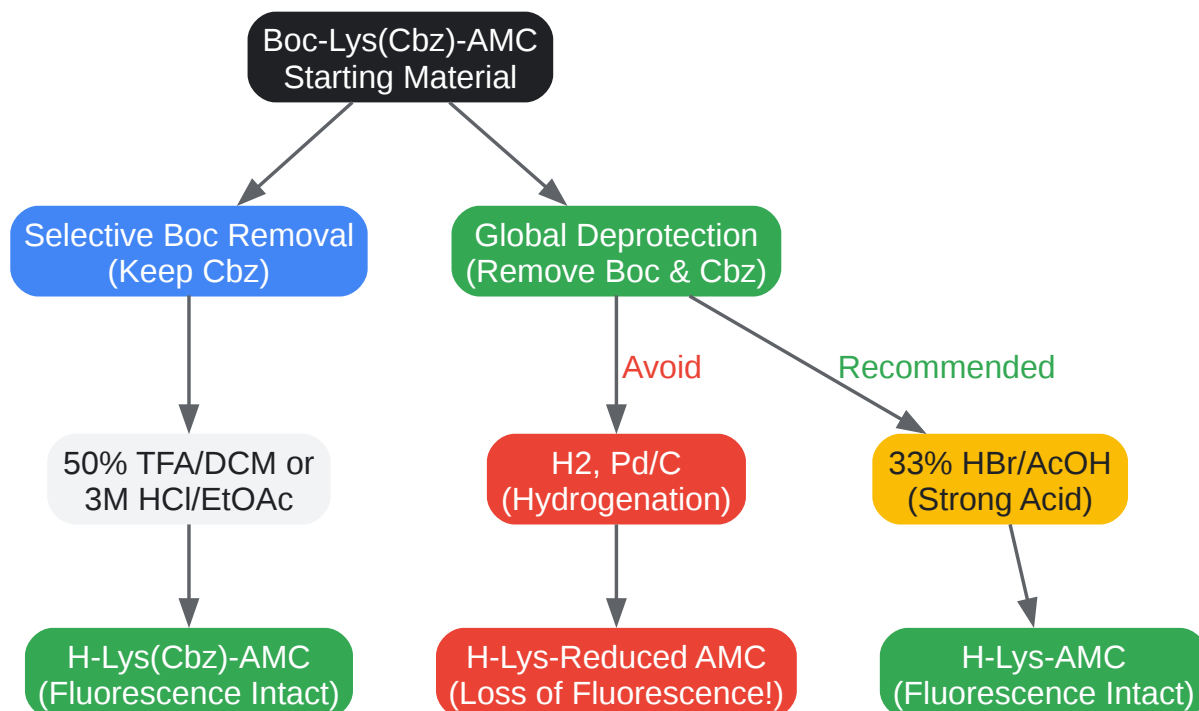 Boc-Lys(Cbz)-AMC
Starting Material
Selective Boc Removal
(Keep Cbz)
Global Deprotection
(Remove Boc & Cbz)
Avoid
Recommended
50% TFA/DCM or
3M HCl/EtOAc
H2, Pd/C
(Hydrogenation)
33% HBr/AcOH
(Strong Acid)
H-Lys(Cbz)-AMC
(Fluorescence Intact)
H-Lys-Reduced AMC
(Loss of Fluorescence!)
H-Lys-AMC
(Fluorescence Intact)